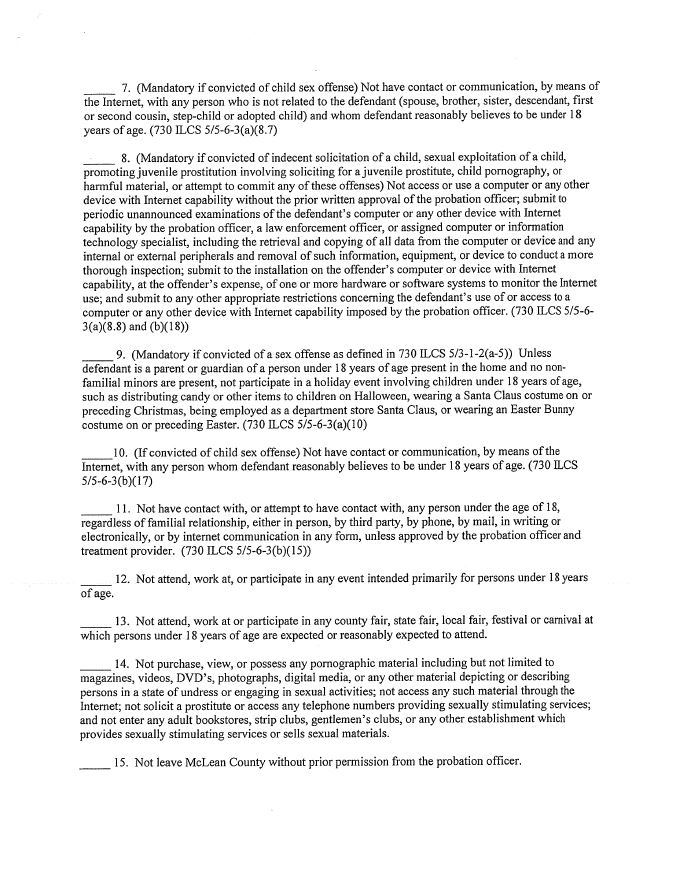 _____ 7. (Mandatory if convicted of child sex offense) Not have contact or communication, by means of
the Internet, with any person who is not related to the defendant (spouse, brother, sister, descendant, first
or second cousin, step-child or adopted child) and whom defendant reasonably believes to be under 18
years of age. (730 ILCS 5/5-6-3(a)(8.7)
_____ 8. (Mandatory if convicted of indecent solicitation of a child, sexual exploitation of a child,
promoting juvenile prostitution involving soliciting for a juvenile prostitute, child pornography, or
harmful material, or attempt to commit any of these offenses) Not access or use a computer or any other
device with Internet capability without the prior written approval of the probation officer; submit to
periodic unannounced examinations of the defendant's computer or any other device with Internet
capability by the probation officer, a law enforcement officer, or assigned computer or information
technology specialist, including the retrieval and copying of all data from the computer or device and any
internal or external peripherals and removal of such information, equipment, or device to conduct a more
thorough inspection; submit to the installation on the offender's computer or device with Internet
capability, at the offender's expense, of one or more hardware or software systems to monitor the Internet
use; and submit to any other appropriate restrictions concerning the defendant's use of or access to a
computer or any other device with Internet capability imposed by the probation officer. (730 ILCS 5/5-6-
3(a)(8.8) and (b)(18))
_____ 9. (Mandatory if convicted of a sex offense as defined in 730 ILCS 5/3-1-2(a-5)) Unless
defendant is a parent or guardian of a person under 18 years of age present in the home and no non-
familial minors are present, not participate in a holiday event involving children under 18 years of age,
such as distributing candy or other items to children on Halloween, wearing a Santa Claus costume on or
preceding Christmas, being employed as a department store Santa Claus, or wearing an Easter Bunny
costume on or preceding Easter. (730 ILCS 5/5-6-3(a)(10)
_____10. (If convicted of child sex offense) Not have contact or communication, by means of the
Internet, with any person whom defendant reasonably believes to be under 18 years of age. (730 ILCS
5/5-6-3(b)(17)
_____ 11. Not have contact with, or attempt to have contact with, any person under the age of 18,
regardless of familial relationship, either in person, by third party, by phone, by mail, in writing or
electronically, or by internet communication in any form, unless approved by the probation officer and
treatment provider. (730 ILCS 5/5-6-3(b)(15))
_____ 12. Not attend, work at, or participate in any event intended primarily for persons under 18 years
of age.
_____ 13. Not attend, work at or participate in any county fair, state fair, local fair, festival or carnival at
which persons under 18 years of age are expected or reasonably expected to attend.
_____ 14. Not purchase, view, or possess any pornographic material including but not limited to
magazines, videos, DVD's, photographs, digital media, or any other material depicting or describing
persons in a state of undress or engaging in sexual activities; not access any such material through the
Internet; not solicit a prostitute or access any telephone numbers providing sexually stimulating services;
and not enter any adult bookstores, strip clubs, gentlemen's clubs, or any other establishment which
provides sexually stimulating services or sells sexual materials.
_____ 15. Not leave McLean County without prior permission from the probation officer.